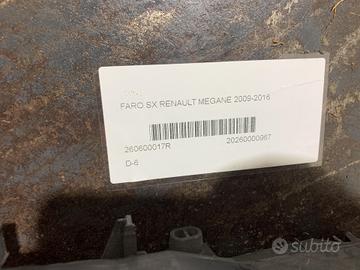 FARO SX RENAULT MEGANE 2009-2016
260600017R
20260000967
D-6
subito